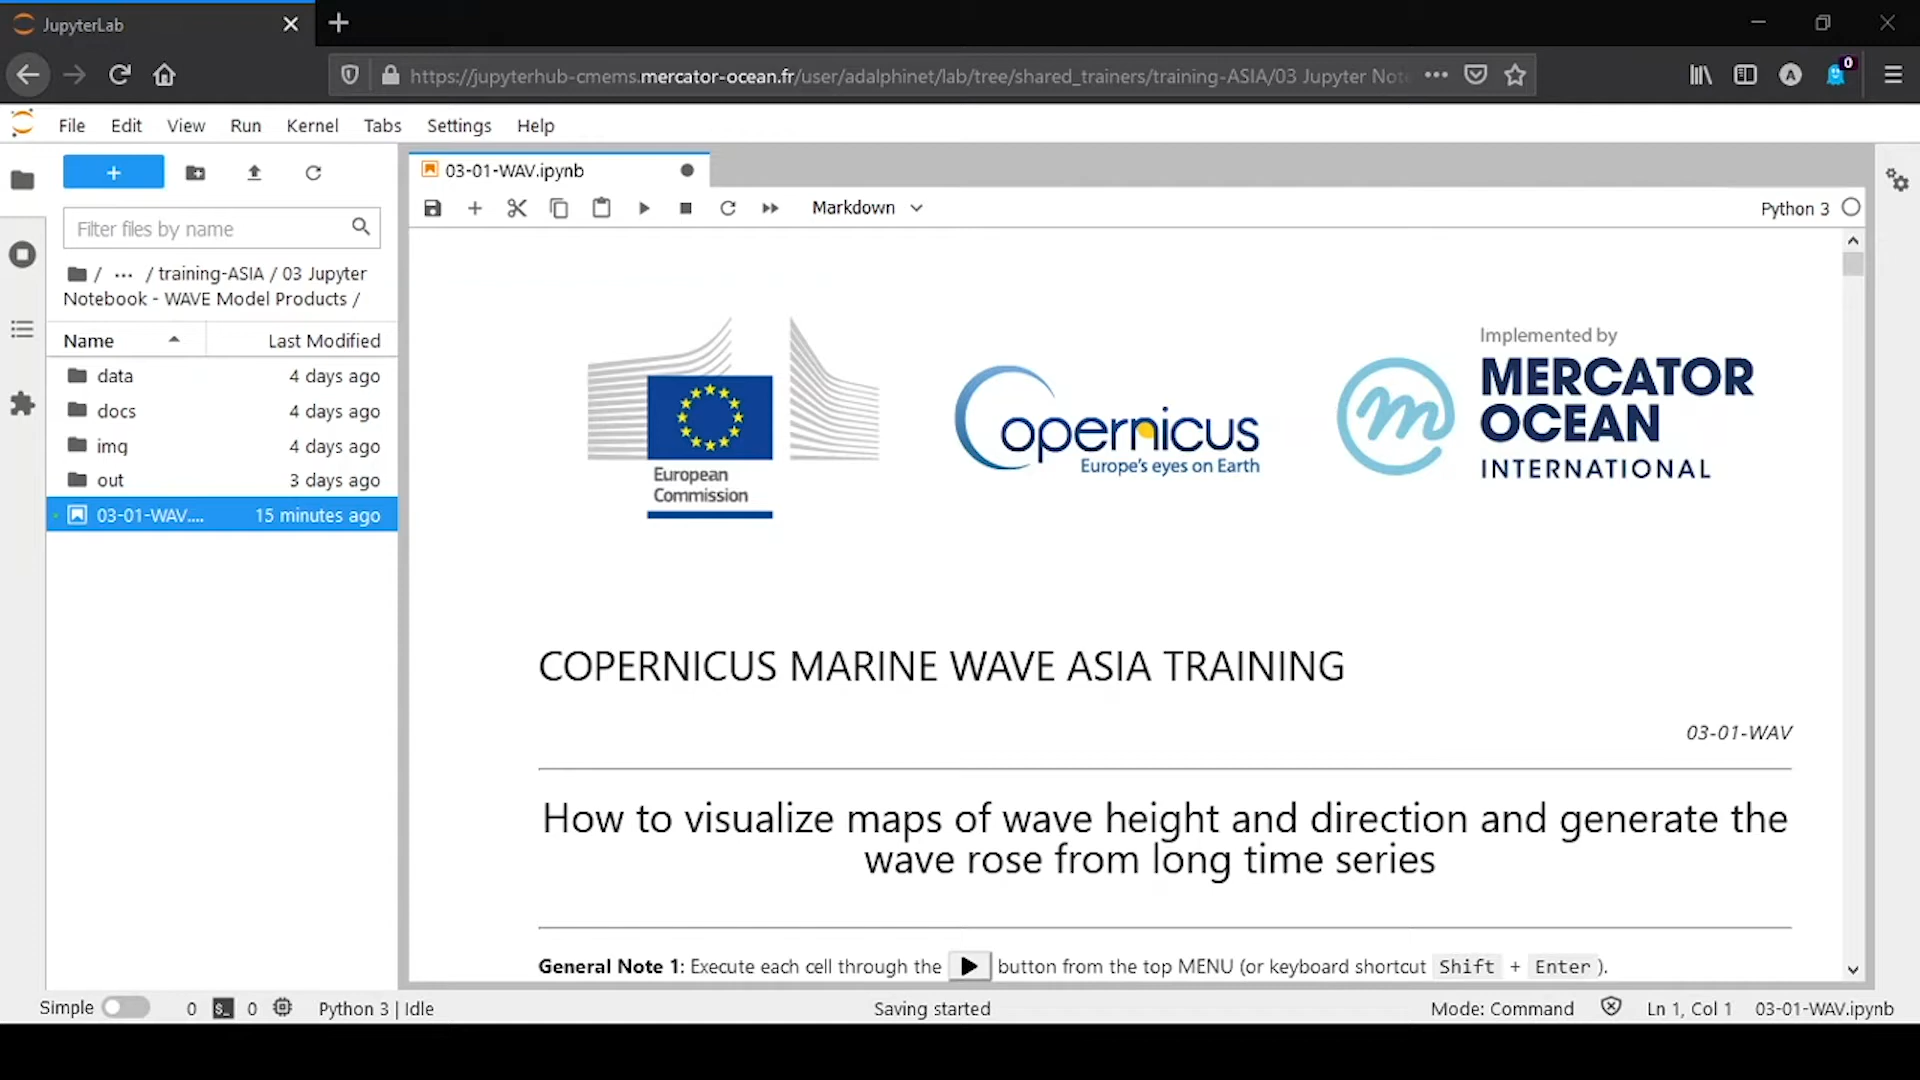 JupyterLab
https://jupyterhub-cmems.mercator-ocean.fr/user/adalphinet/lab/tree/shared_trainers/training-ASIA/03 Jupyter Not
A
0
File Edit View Run Kernel Tabs Settings Help
03-01-WAV.ipynb
Markdown
Python 3
Filter files by name
/ ··· / training-ASIA / 03 Jupyter
Notebook - WAVE Model Products /
Name Last Modified
data 4 days ago
docs 4 days ago
img 4 days ago
out 3 days ago
03-01-WAV.... 15 minutes ago
European
Commission
Copernicus
Europe's eyes on Earth
Implemented by
MERCATOR
OCEAN
INTERNATIONAL
COPERNICUS MARINE WAVE ASIA TRAINING
03-01-WAV
How to visualize maps of wave height and direction and generate the
wave rose from long time series
General Note 1: Execute each cell through the button from the top MENU (or keyboard shortcut Shift + Enter ).
Simple 0 $_ 0 Python 3 | Idle Saving started Mode: Command Ln 1, Col 1 03-01-WAV.ipynb